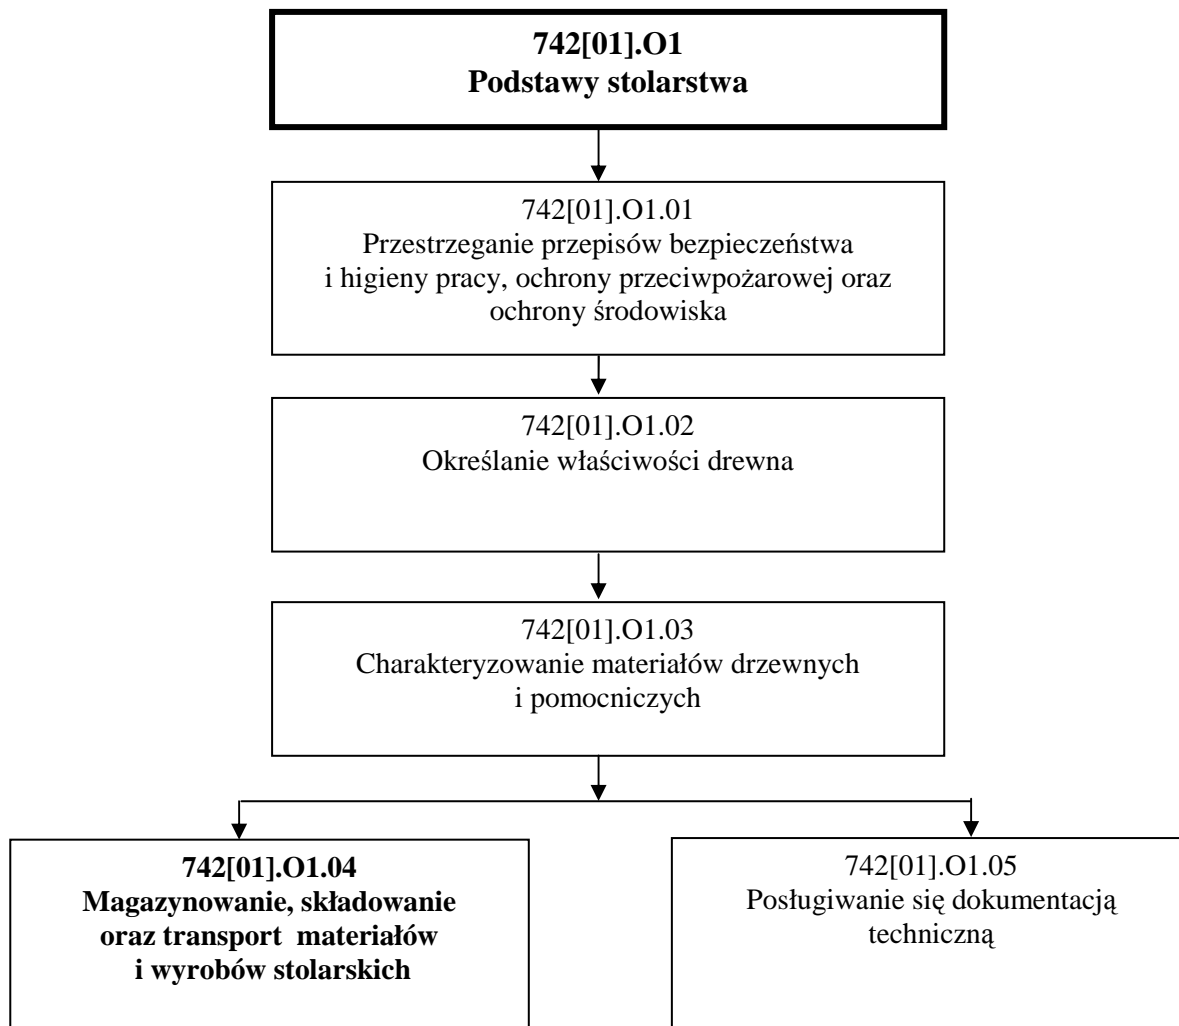 742[01].O1
Podstawy stolarstwa
742[01].O1.01
Przestrzeganie przepisów bezpieczeństwa
i higieny pracy, ochrony przeciwpożarowej oraz
ochrony środowiska
742[01].O1.02
Określanie właściwości drewna
742[01].O1.03
Charakteryzowanie materiałów drzewnych
i pomocniczych
742[01].O1.04
Magazynowanie, składowanie
oraz transport materiałów
i wyrobów stolarskich
742[01].O1.05
Posługiwanie się dokumentacją
techniczną